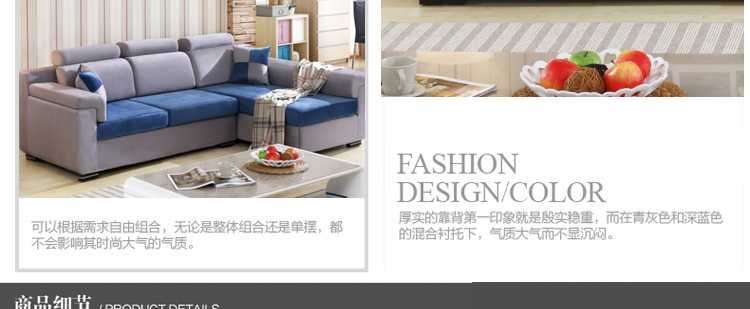 可以根据需求自由组合，无论是整体组合还是单摆，都
不会影响其时尚大气的气质。
FASHION
DESIGN/COLOR
厚实的靠背第一印象就是殷实稳重，而在青灰色和深蓝色
的混合衬托下，气质大气而不显沉闷。
商品细节 / PRODUCT DETAILS